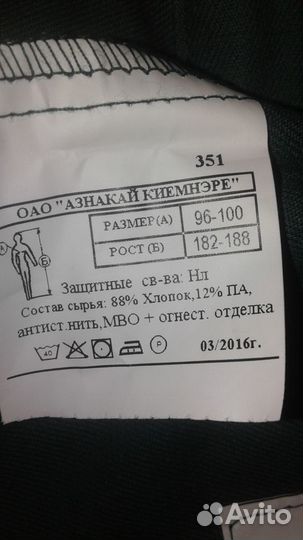 351
ОАО "АЗНАКАЙ КИЕМНЭРЕ"
РАЗМЕР(А) 96-100
РОСТ (Б) 182-188
А
Б
Защитные св-ва: Нл
Состав сырья: 88% Хлопок,12% ПА,
антист.нить,МВО + огнест. отделка
40 P 03/2016г.
Avito